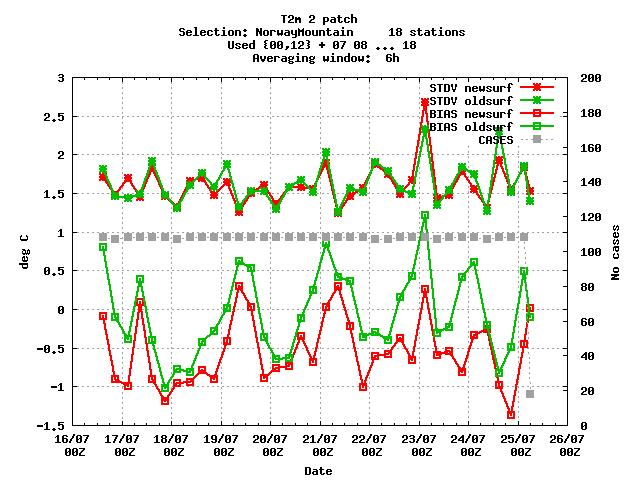 T2m 2 patch
Selection: NorwayMountain 18 stations
Used {00,12} + 07 08 ... 18
Averaging window: 6h
STDV newsurf
STDV oldsurf
BIAS newsurf
BIAS oldsurf
CASES
deg C
3
2.5
2
1.5
1
0.5
0
-0.5
-1
-1.5
200
180
160
140
120
100
80
60
40
20
0
No cases
16/07 17/07 18/07 19/07 20/07 21/07 22/07 23/07 24/07 25/07 26/07
00Z 00Z 00Z 00Z 00Z 00Z 00Z 00Z 00Z 00Z 00Z
Date